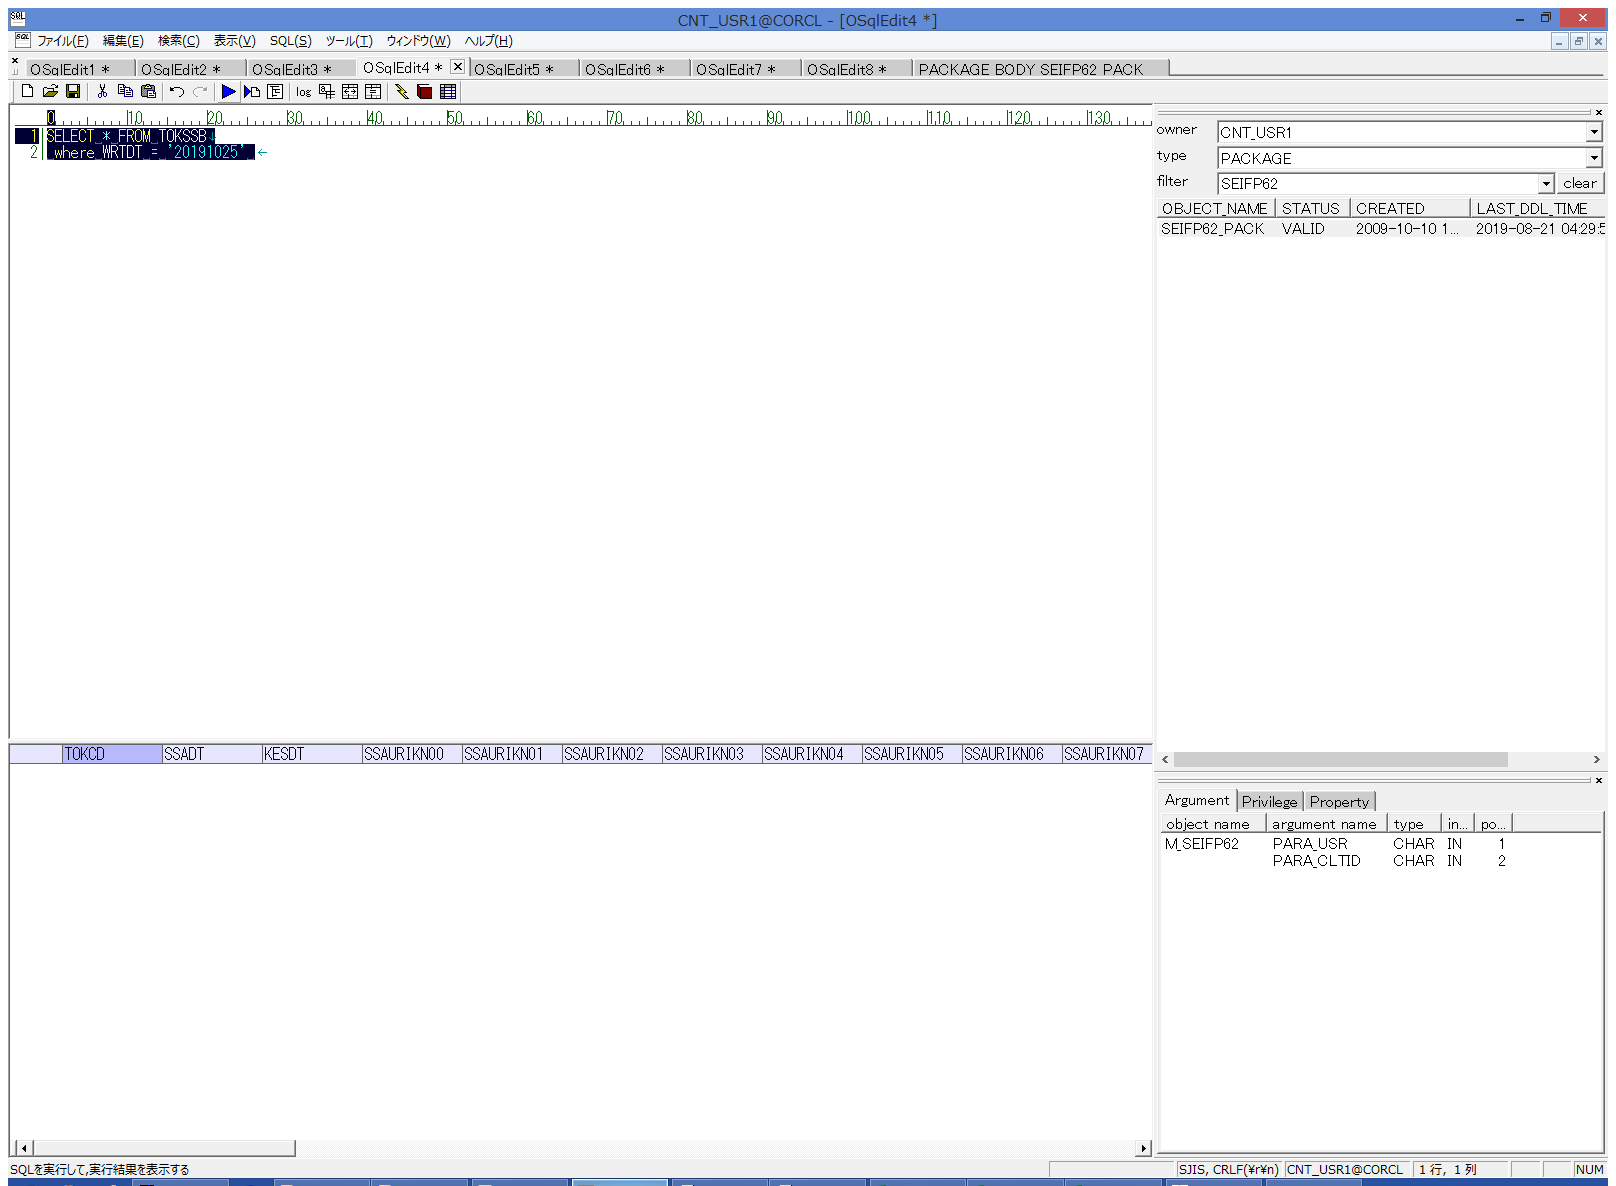 CNT_USR1@CORCL - [OSqlEdit4 *]
ファイル(F) 編集(E) 検索(C) 表示(V) SQL(S) ツール(T) ウィンドウ(W) ヘルプ(H)
OSqlEdit1 * OSqlEdit2 * OSqlEdit3 * OSqlEdit4 * OSqlEdit5 * OSqlEdit6 * OSqlEdit7 * OSqlEdit8 * PACKAGE BODY SEIFP62_PACK
log
0 10 20 30 40 50 60 70 80 90 100 110 120 130
1 SELECT * FROM TOKSSB
2 where WRTDT = '20191025'
owner CNT_USR1
type PACKAGE
filter SEIFP62 clear
OBJECT_NAME STATUS CREATED LAST_DDL_TIME
SEIFP62_PACK VALID 2009-10-10 1... 2019-08-21 04:29:5
TOKCD SSADT KESDT SSAURIKN00 SSAURIKN01 SSAURIKN02 SSAURIKN03 SSAURIKN04 SSAURIKN05 SSAURIKN06 SSAURIKN07
Argument Privilege Property
object name argument name type in... po...
M_SEIFP62 PARA_USR CHAR IN 1
PARA_CLTID CHAR IN 2
SQLを実行して,実行結果を表示する SJIS, CRLF(¥r¥n) CNT_USR1@CORCL 1 行, 1 列 NUM